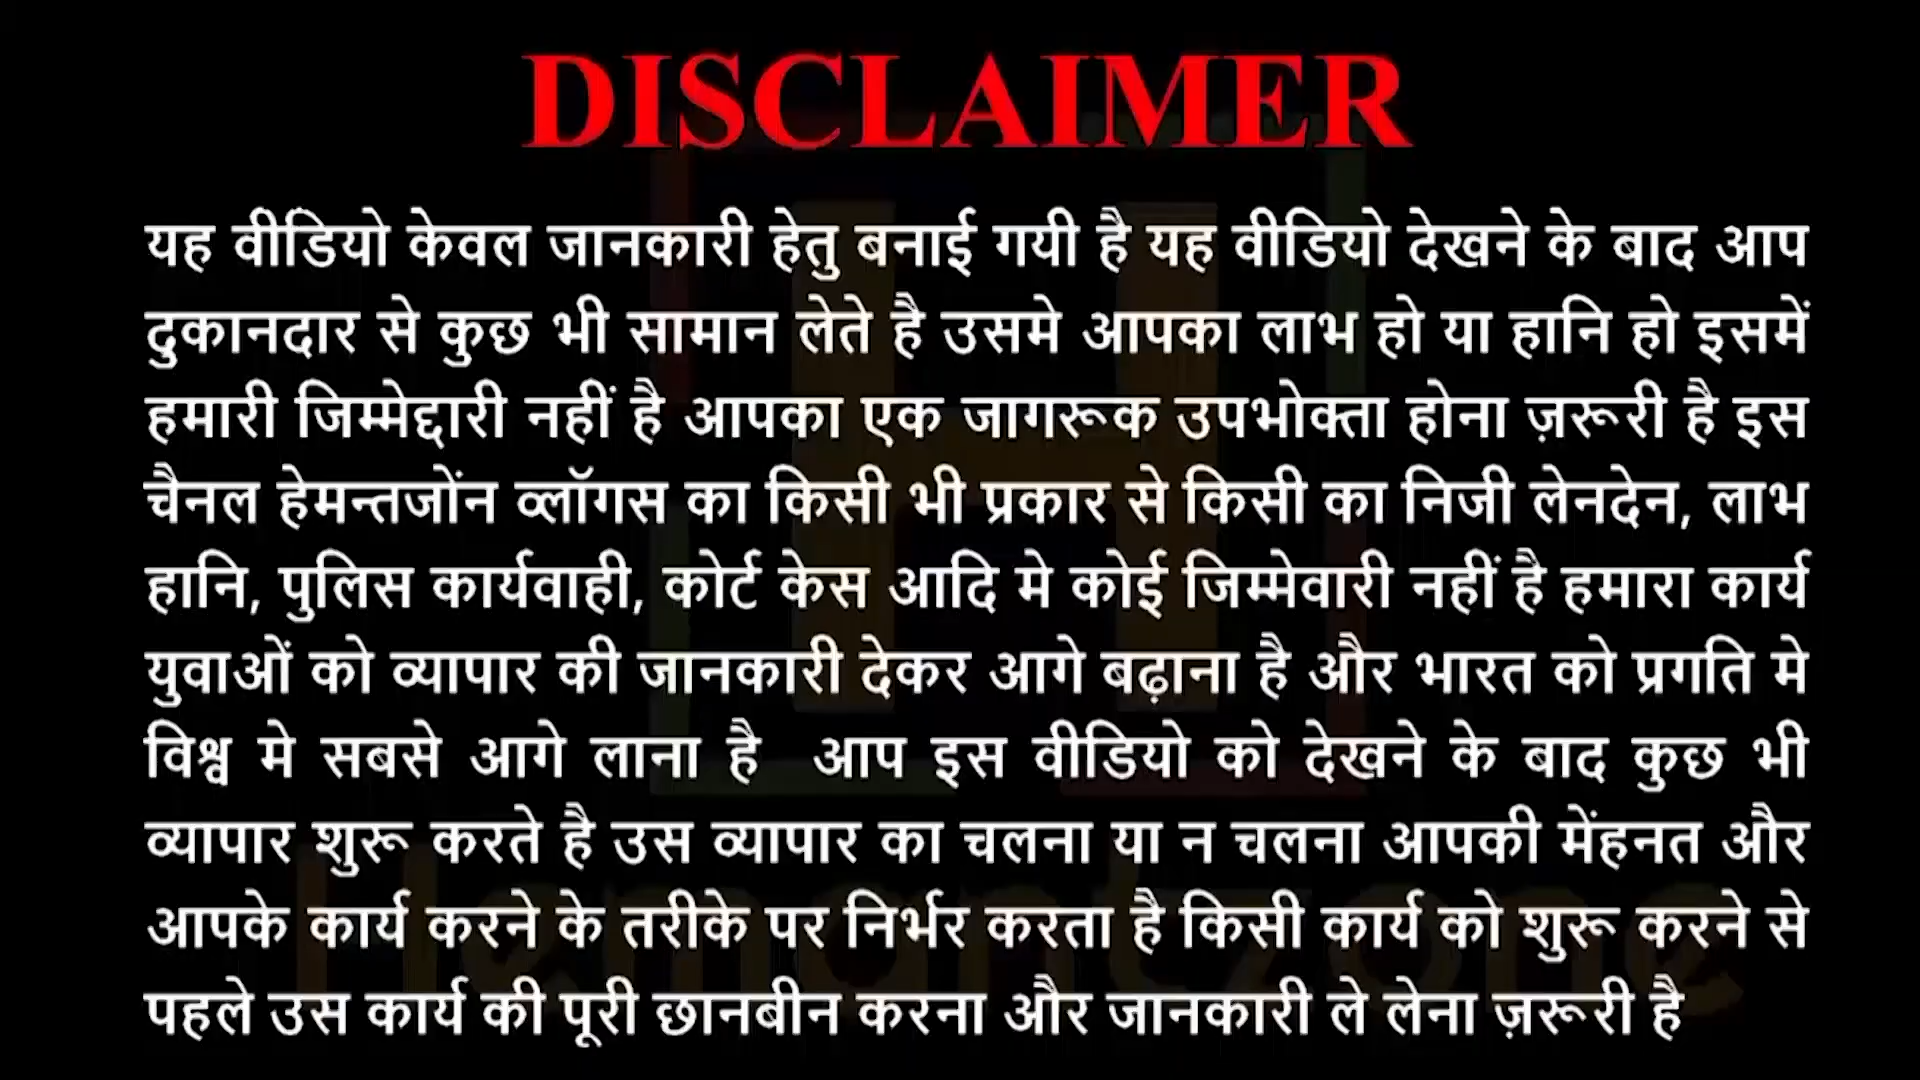 DISCLAIMER
यह वीडियो केवल जानकारी हेतु बनाई गयी है यह वीडियो देखने के बाद आप
दुकानदार से कुछ भी सामान लेते है उसमे आपका लाभ हो या हानि हो इसमें
हमारी जिम्मेद्दारी नहीं है आपका एक जागरूक उपभोक्ता होना ज़रूरी है इस
चैनल हेमन्तजोंन व्लॉगस का किसी भी प्रकार से किसी का निजी लेनदेन, लाभ
हानि, पुलिस कार्यवाही, कोर्ट केस आदि मे कोई जिम्मेवारी नहीं है हमारा कार्य
युवाओं को व्यापार की जानकारी देकर आगे बढ़ाना है और भारत को प्रगति मे
विश्व मे सबसे आगे लाना है आप इस वीडियो को देखने के बाद कुछ भी
व्यापार शुरू करते है उस व्यापार का चलना या न चलना आपकी मेंहनत और
आपके कार्य करने के तरीके पर निर्भर करता है किसी कार्य को शुरू करने से
पहले उस कार्य की पूरी छानबीन करना और जानकारी ले लेना ज़रूरी है
Hemantzone